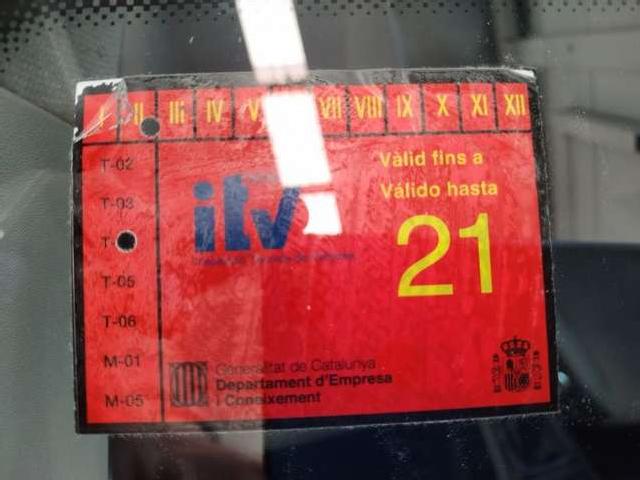 I II III IV V VII VIII IX X XI XII
T-02
Vàlid fins a
Válido hasta
T-03
itv
21
T-
T-05
T-06
M-01
Generalitat de Catalunya
Departament d'Empresa
i Coneixement
M-05